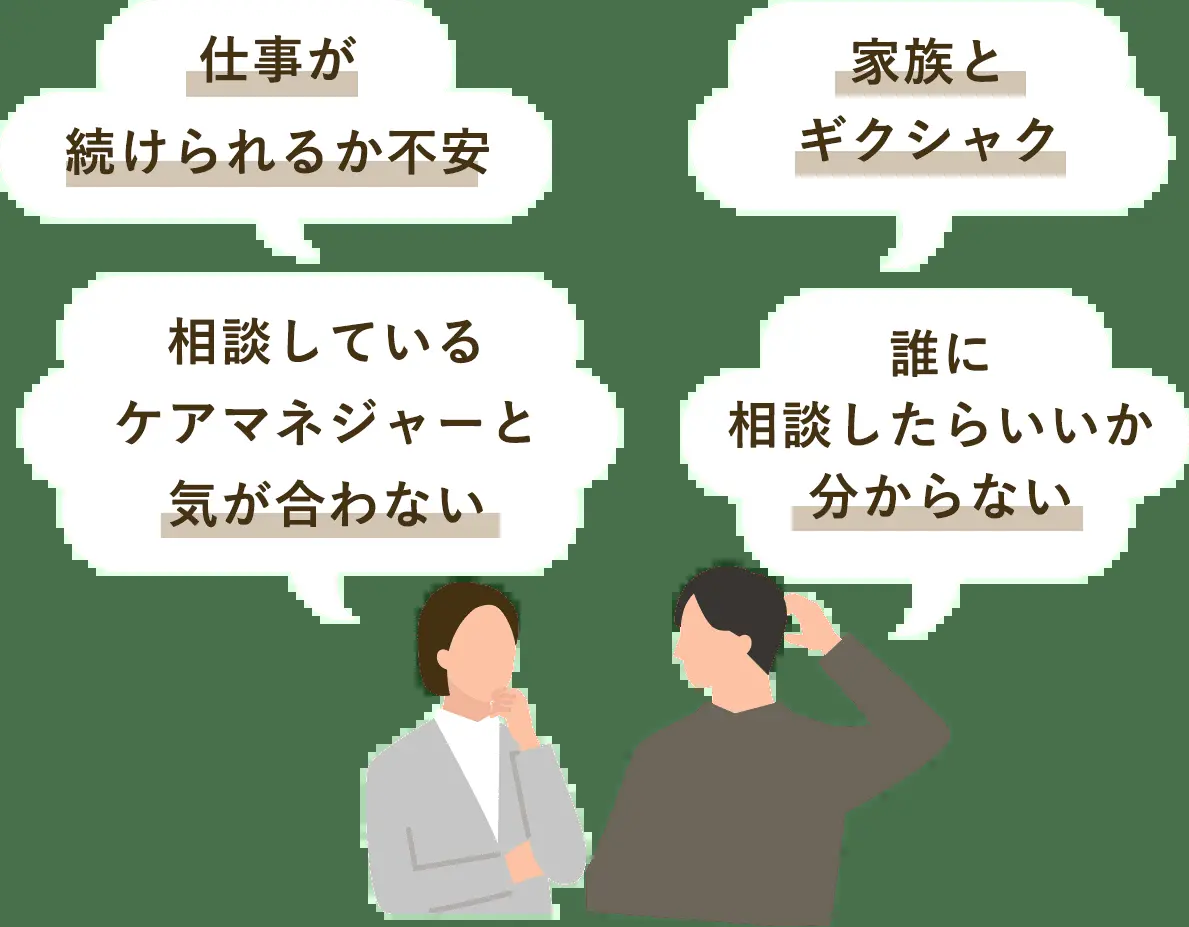 仕事が
続けられるか不安
家族と
ギクシャク
相談している
ケアマネジャーと
気が合わない
誰に
相談したらいいか
分からない